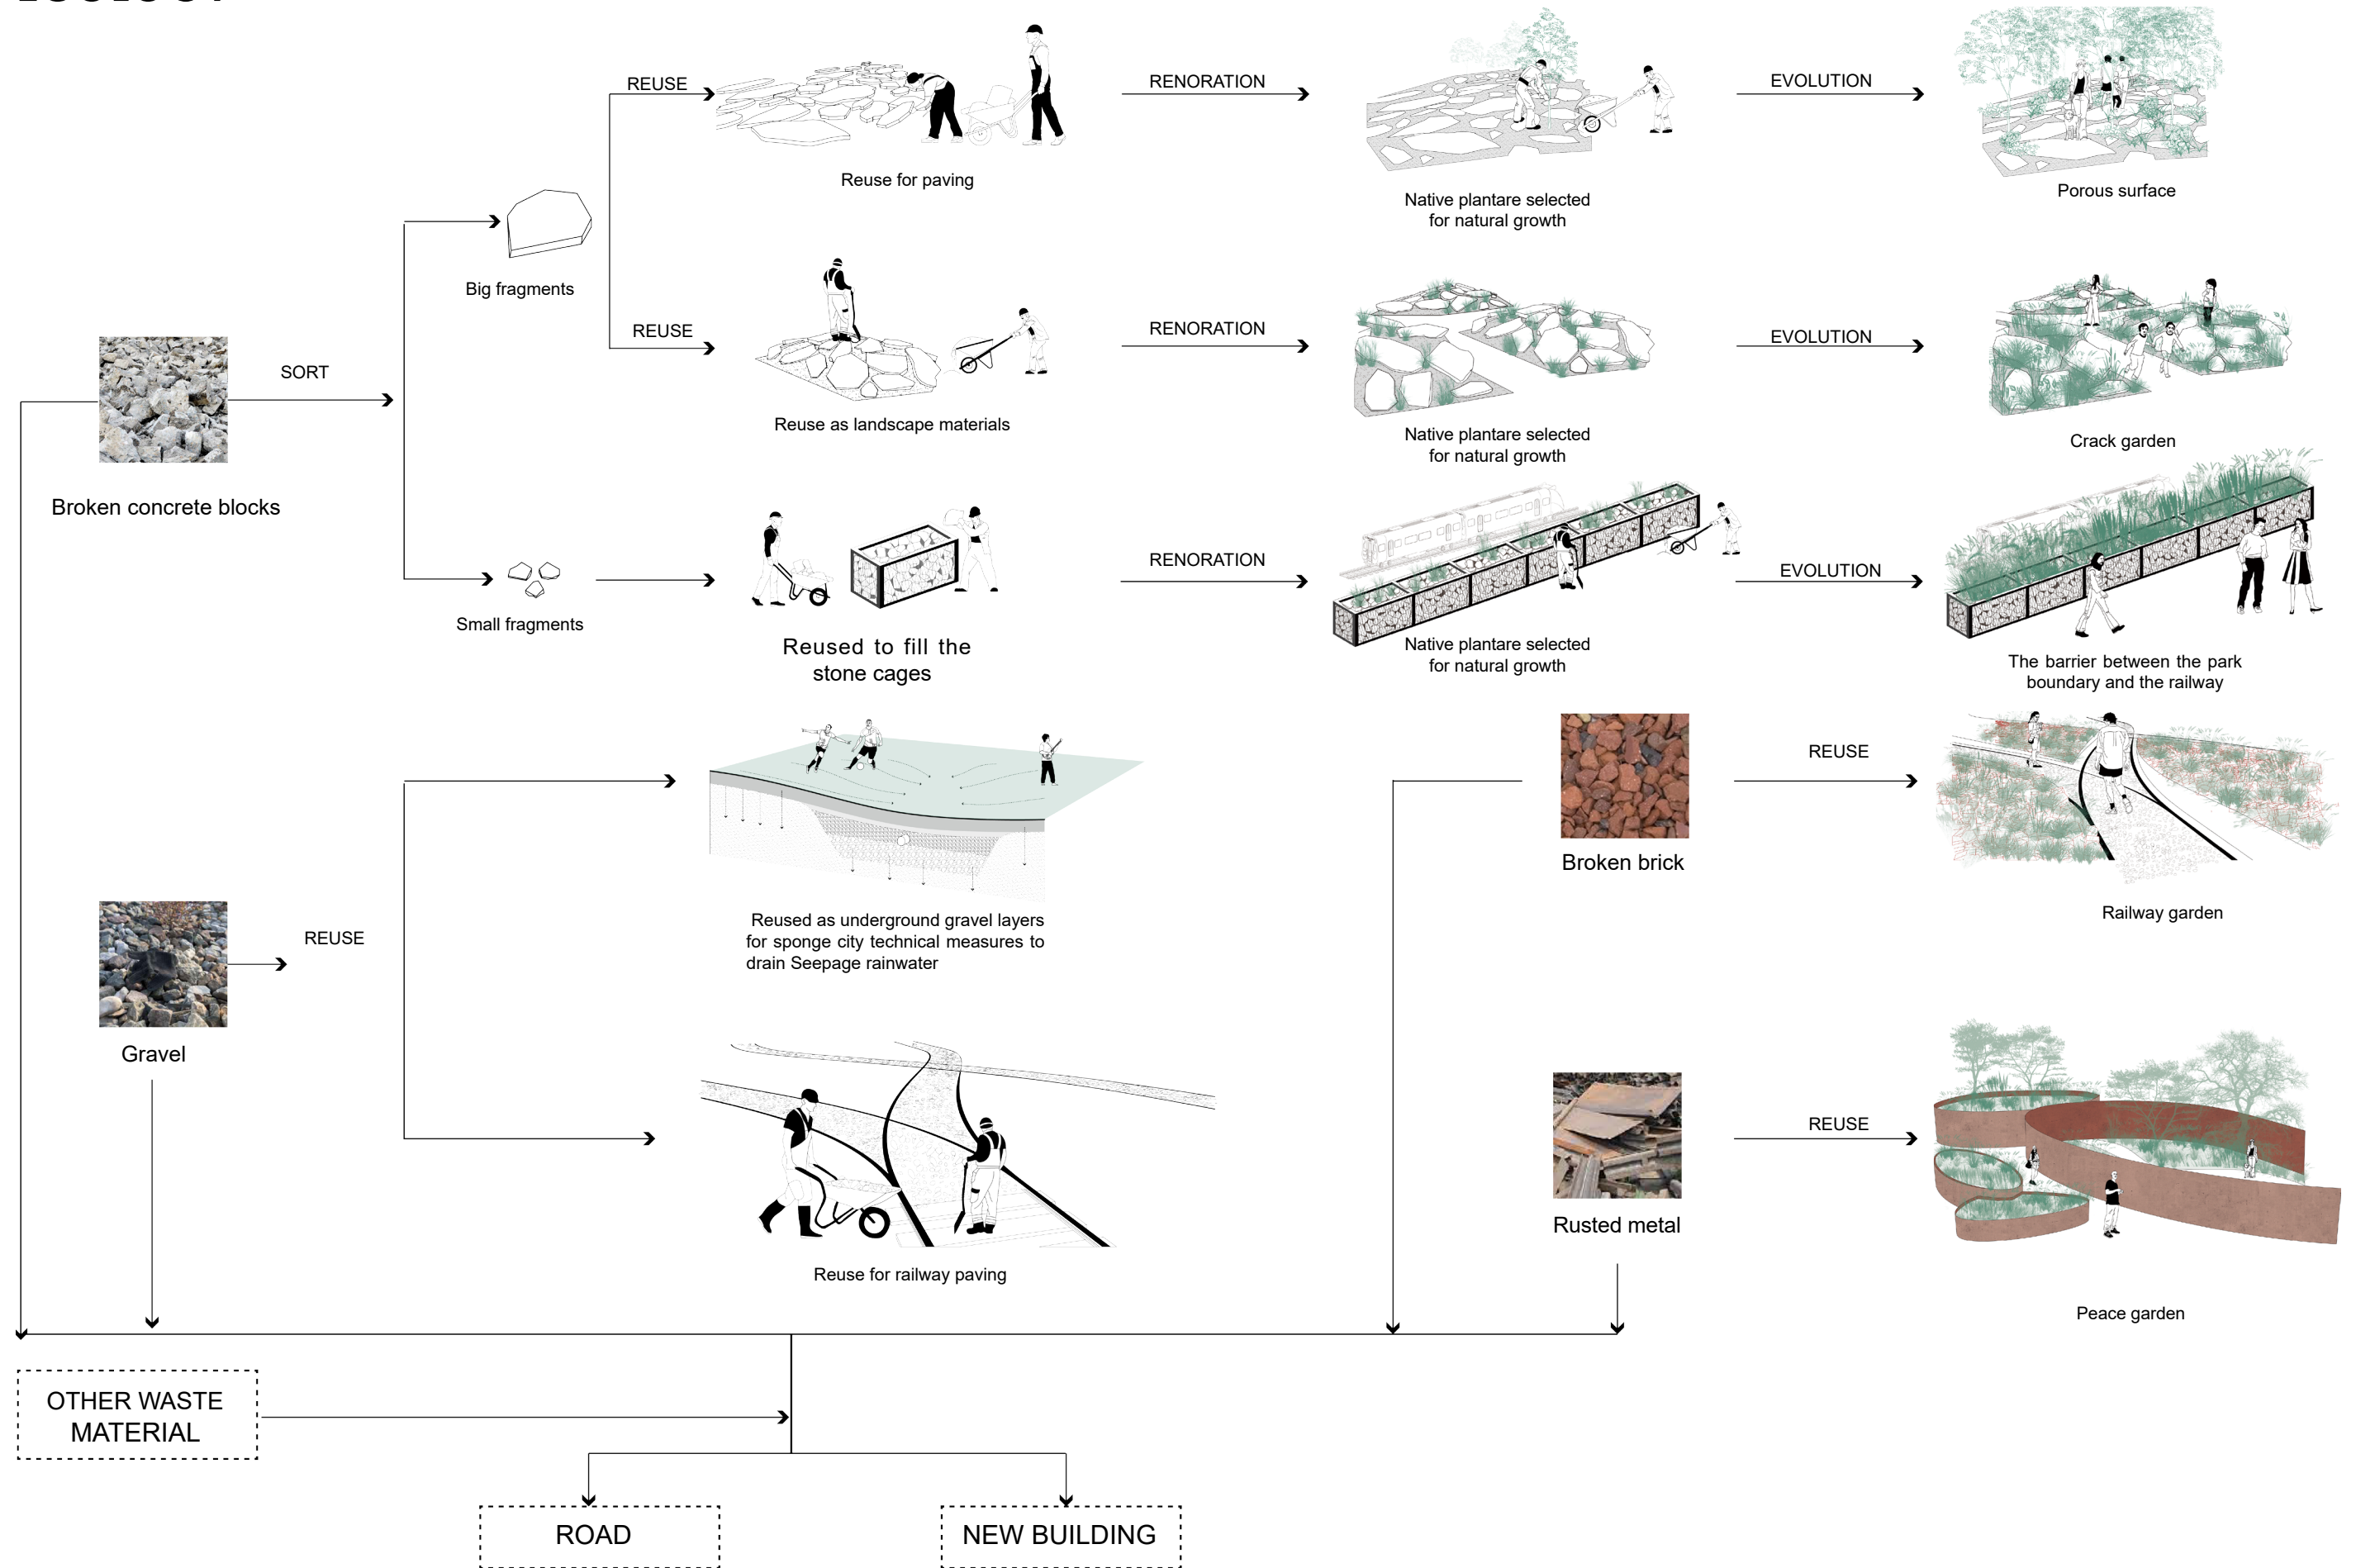 REUSE
RENORATION
EVOLUTION
Reuse for paving
Native plantare selected
for natural growth
Porous surface
Big fragments
REUSE
RENORATION
EVOLUTION
SORT
Reuse as landscape materials
Native plantare selected
for natural growth
Crack garden
Broken concrete blocks
RENORATION
EVOLUTION
Small fragments
Reused to fill the
stone cages
Native plantare selected
for natural growth
The barrier between the park
boundary and the railway
REUSE
Broken brick
Railway garden
REUSE
Reused as underground gravel layers
for sponge city technical measures to
drain Seepage rainwater
Gravel
REUSE
Rusted metal
Reuse for railway paving
Peace garden
OTHER WASTE
MATERIAL
ROAD
NEW BUILDING